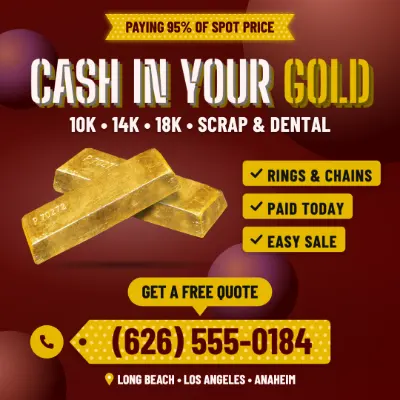 PAYING 95% OF SPOT PRICE
CASH IN YOUR GOLD
10K • 14K • 18K • SCRAP & DENTAL
RINGS & CHAINS
PAID TODAY
EASY SALE
GET A FREE QUOTE
(626) 555-0184
LONG BEACH • LOS ANGELES • ANAHEIM